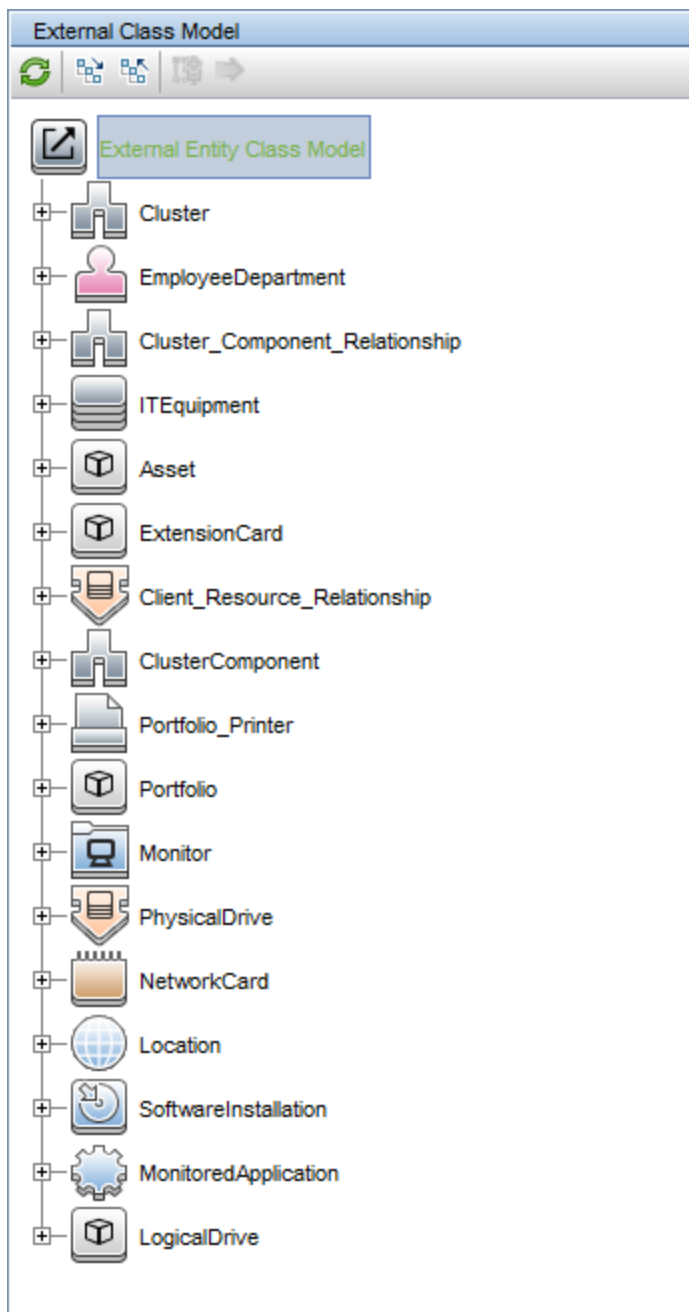 External Class Model
External Entity Class Model
Cluster
EmployeeDepartment
Cluster_Component_Relationship
ITEquipment
Asset
ExtensionCard
Client_Resource_Relationship
ClusterComponent
Portfolio_Printer
Portfolio
Monitor
PhysicalDrive
NetworkCard
Location
SoftwareInstallation
MonitoredApplication
LogicalDrive